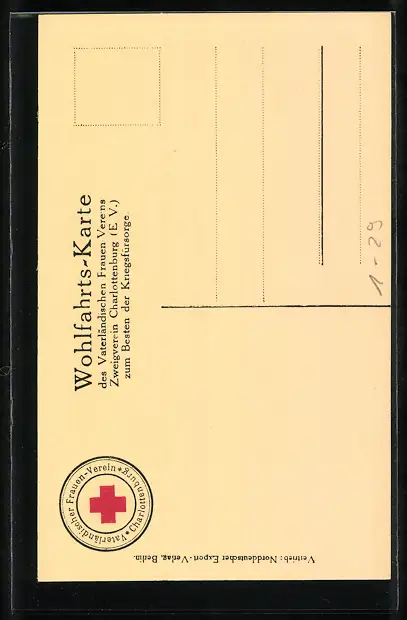 Wohlfahrts-Karte
des Vaterländischen Frauen Vereins
Zweigverein Charlottenburg (E V.)
zum Besten der Kriegsfürsorge.
Vaterländischer Frauen-Verein * Charlottenburg *
Vertrieb: Norddeutscher Export-Verlag, Berlin.
1-29